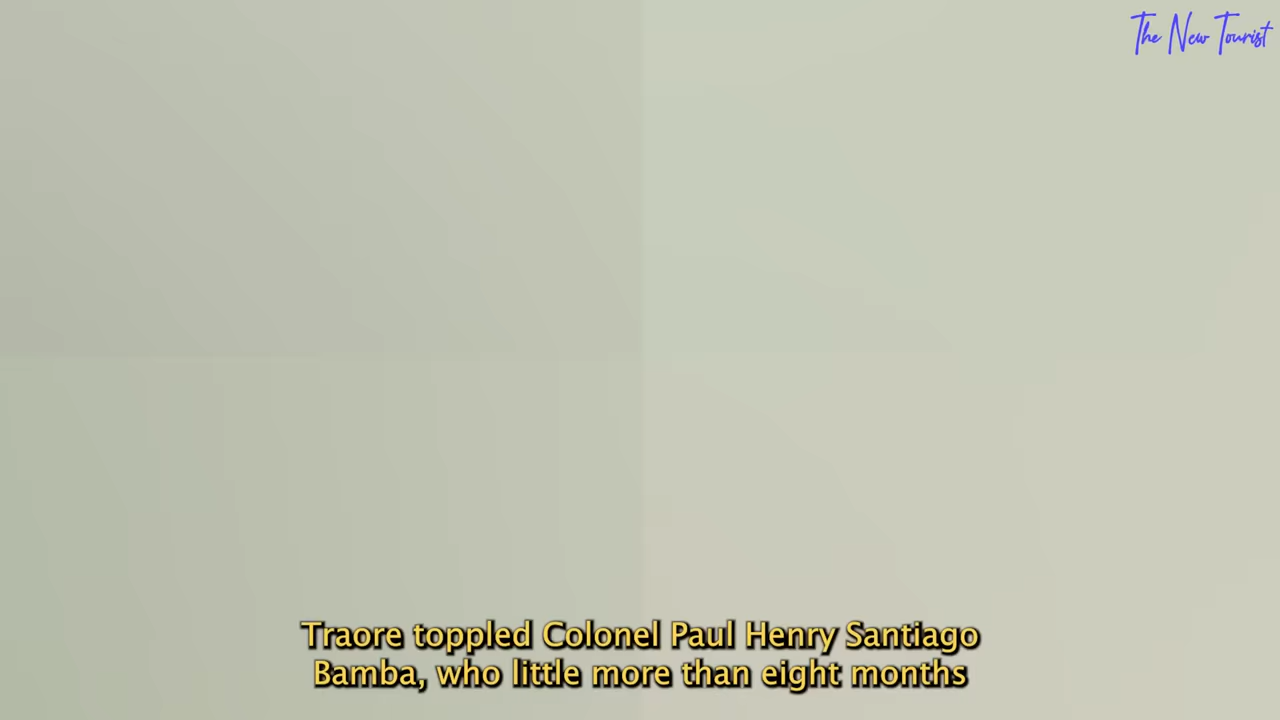 The New Tourist
Traore toppled Colonel Paul Henry Santiago
Bamba, who little more than eight months